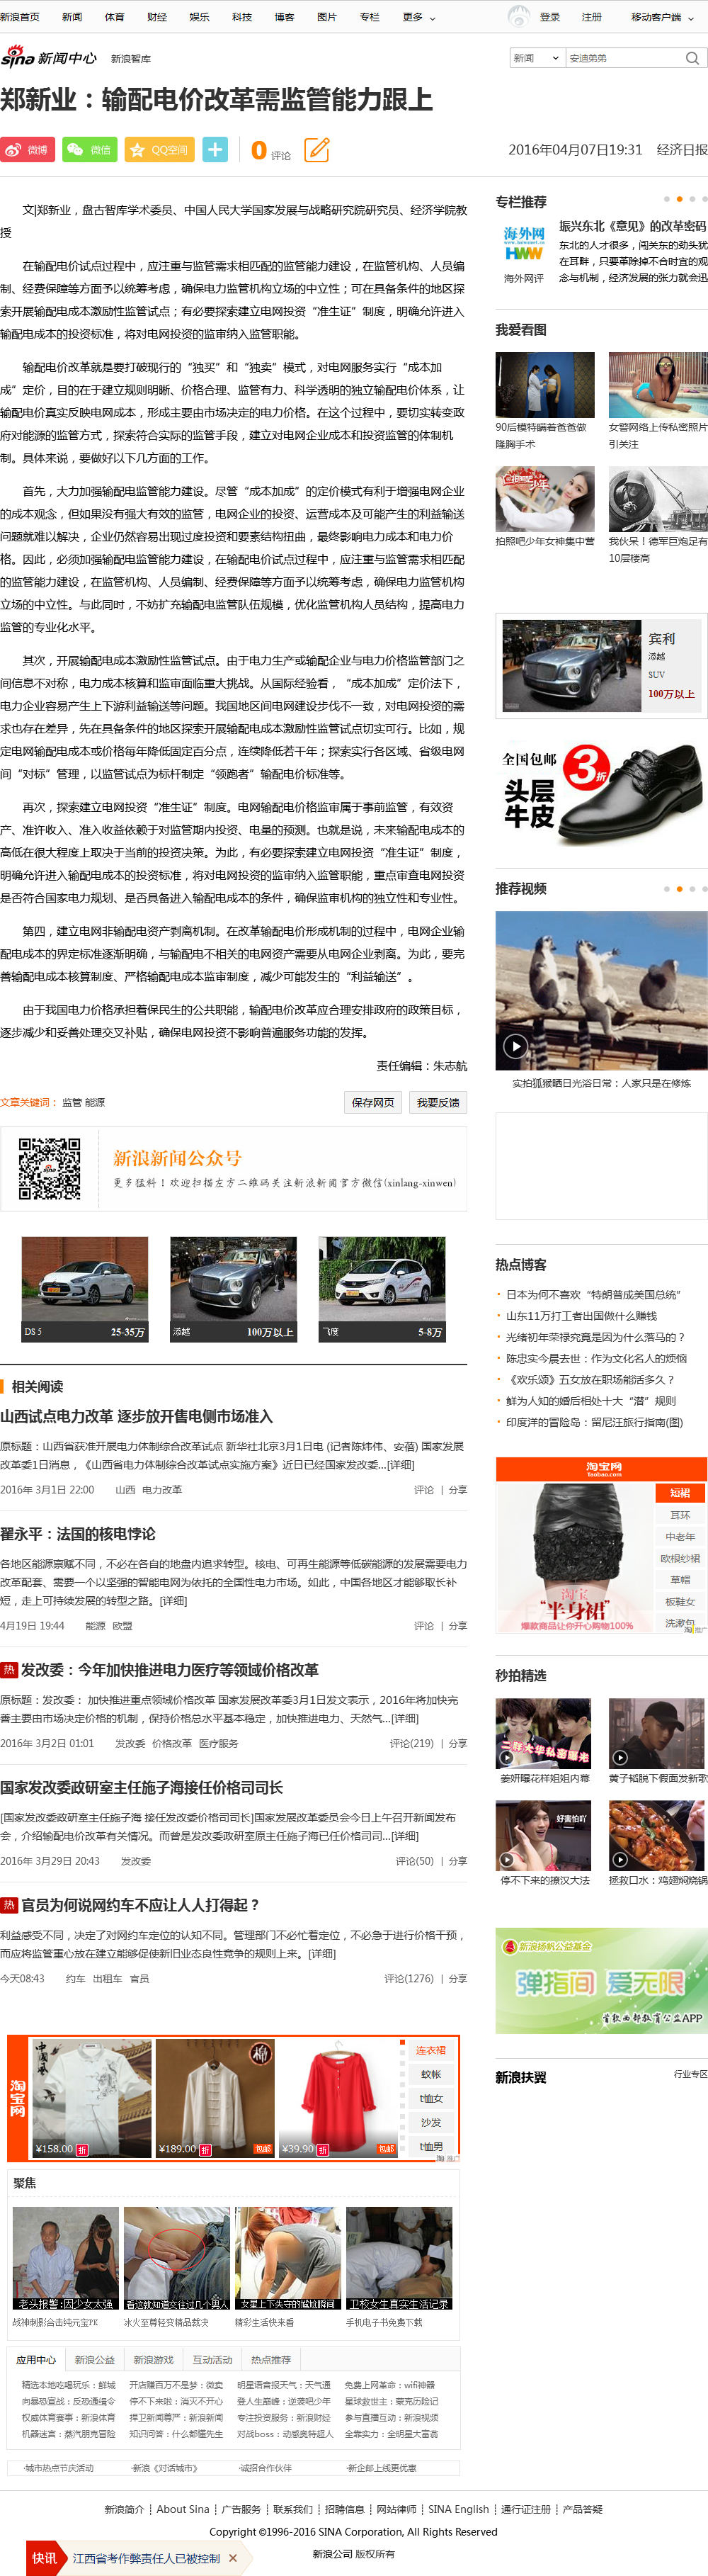 新浪首页 新闻 体育 财经 娱乐 科技 博客 图片 专栏 更多 登录 注册 移动客户端
sina 新闻中心 新浪智库 新闻 安迪弟弟
郑新业：输配电价改革需监管能力跟上
微博 微信 QQ空间 0 评论 2016年04月07日19:31 经济日报
文|郑新业，盘古智库学术委员、中国人民大学国家发展与战略研究院研究员、经济学院教
授
在输配电价试点过程中，应注重与监管需求相匹配的监管能力建设，在监管机构、人员编
制、经费保障等方面予以统筹考虑，确保电力监管机构立场的中立性；可在具备条件的地区探
索开展输配电成本激励性监管试点；有必要探索建立电网投资“准生证”制度，明确允许进入
输配电成本的投资标准，将对电网投资的监审纳入监管职能。
输配电价改革就是要打破现行的“独买”和“独卖”模式，对电网服务实行“成本加
成”定价，目的在于建立规则明晰、价格合理、监管有力、科学透明的独立输配电价体系，让
输配电价真实反映电网成本，形成主要由市场决定的电力价格。在这个过程中，要切实转变政
府对能源的监管方式，探索符合实际的监管手段，建立对电网企业成本和投资监管的体制机
制。具体来说，要做好以下几方面的工作。
首先，大力加强输配电监管能力建设。尽管“成本加成”的定价模式有利于增强电网企业
的成本观念，但如果没有强大有效的监管，电网企业的投资、运营成本及可能产生的利益输送
问题就难以解决，企业仍然容易出现过度投资和要素结构扭曲，最终影响电力成本和电力价
格。因此，必须加强输配电监管能力建设，在输配电价试点过程中，应注重与监管需求相匹配
的监管能力建设，在监管机构、人员编制、经费保障等方面予以统筹考虑，确保电力监管机构
立场的中立性。与此同时，不妨扩充输配电监管队伍规模，优化监管机构人员结构，提高电力
监管的专业化水平。
其次，开展输配电成本激励性监管试点。由于电力生产或输配企业与电力价格监管部门之
间信息不对称，电力成本核算和监审面临重大挑战。从国际经验看，“成本加成”定价法下，
电力企业容易产生上下游利益输送等问题。我国地区间电网建设步伐不一致，对电网投资的需
求也存在差异，先在具备条件的地区探索开展输配电成本激励性监管试点切实可行。比如，规
定电网输配电成本或价格每年降低固定百分点，连续降低若干年；探索实行各区域、省级电网
间“对标”管理，以监管试点为标杆制定“领跑者”输配电价标准等。
再次，探索建立电网投资“准生证”制度。电网输配电价格监审属于事前监管，有效资
产、准许收入、准入收益依赖于对监管期内投资、电量的预测。也就是说，未来输配电成本的
高低在很大程度上取决于当前的投资决策。为此，有必要探索建立电网投资“准生证”制度，
明确允许进入输配电成本的投资标准，将对电网投资的监审纳入监管职能，重点审查电网投资
是否符合国家电力规划、是否具备进入输配电成本的条件，确保监审机构的独立性和专业性。
第四，建立电网非输配电资产剥离机制。在改革输配电价形成机制的过程中，电网企业输
配电成本的界定标准逐渐明确，与输配电不相关的电网资产需要从电网企业剥离。为此，要完
善输配电成本核算制度、严格输配电成本监审制度，减少可能发生的“利益输送”。
由于我国电力价格承担着保民生的公共职能，输配电价改革应合理安排政府的政策目标，
逐步减少和妥善处理交叉补贴，确保电网投资不影响普遍服务功能的发挥。
责任编辑：朱志航
文章关键词： 监管 能源 保存网页 我要反馈
新浪新闻公众号
更多猛料！欢迎扫描左方二维码关注新浪新闻官方微信(xinlang-xinwen)
DS 5 25-35万 添越 100万以上 飞度 5-8万
相关阅读
山西试点电力改革 逐步放开售电侧市场准入
原标题：山西省获准开展电力体制综合改革试点 新华社北京3月1日电 (记者陈炜伟、安蓓) 国家发展
改革委1日消息，《山西省电力体制综合改革试点实施方案》近日已经国家发改委...[详细]
2016年 3月1日 22:00 山西 电力改革 评论 | 分享
翟永平：法国的核电悖论
各地区能源禀赋不同，不必在各自的地盘内追求转型。核电、可再生能源等低碳能源的发展需要电力
改革配套、需要一个以坚强的智能电网为依托的全国性电力市场。如此，中国各地区才能够取长补
短，走上可持续发展的转型之路。[详细]
4月19日 19:44 能源 欧盟 评论 | 分享
热 发改委：今年加快推进电力医疗等领域价格改革
原标题：发改委： 加快推进重点领域价格改革 国家发展改革委3月1日发文表示，2016年将加快完
善主要由市场决定价格的机制，保持价格总水平基本稳定，加快推进电力、天然气...[详细]
2016年 3月2日 01:01 发改委 价格改革 医疗服务 评论(219) | 分享
国家发改委政研室主任施子海接任价格司司长
[国家发改委政研室主任施子海 接任发改委价格司司长]国家发展改革委员会今日上午召开新闻发布
会，介绍输配电价改革有关情况。而曾是发改委政研室原主任施子海已任价格司司...[详细]
2016年 3月29日 20:43 发改委 评论(50) | 分享
热 官员为何说网约车不应让人人打得起？
利益感受不同，决定了对网约车定位的认知不同。管理部门不必忙着定位，不必急于进行价格干预，
而应将监管重心放在建立能够促使新旧业态良性竞争的规则上来。[详细]
今天08:43 约车 出租车 官员 评论(1276) | 分享
淘宝网 中国风 ¥158.00 折 ¥189.00 折 包邮 ¥39.90 折 包邮
连衣裙
蚊帐
t恤女
沙发
t恤男
聚焦
老头报警:因少女太强 看这就知道交往过几个男人 女星上下失守的尴尬瞬间 卫校女生真实生活记录
战神刺影合击纯元宝PK 冰火至尊轻变精品裁决 精彩生活快来看 手机电子书免费下载
应用中心 新浪公益 新浪游戏 互动活动 热点推荐
精选本地吃喝玩乐：鲜城 开店赚百万不是梦：微卖 明星语音报天气：天气通 免费上网革命：wifi神器
向暴恐宣战：反恐通缉令 停不下来啦：消灭不开心 登人生巅峰：逆袭吧少年 星球救世主：蒙克历险记
权威体育赛事：新浪体育 捍卫新闻尊严：新浪新闻 专注投资服务：新浪财经 参与直播互动：新浪视频
机器迷宫：蒸汽朋克冒险 知识问答：什么都懂先生 对战boss：动感奥特超人 全靠实力：全明星大富翁
·城市热点节庆活动 ·新浪《对话城市》 ·诚招合作伙伴 ·新企邮上线更优惠
专栏推荐
海外网 HWW 海外网评
振兴东北《意见》的改革密码
东北的人才很多，闯关东的劲头犹
在耳畔，只要革除掉不合时宜的观
念与机制，经济发展的张力就会迅
我爱看图
90后模特瞒着爸爸做
隆胸手术
女警网络上传私密照片
引关注
拍照吧少年女神集中营
我伙呆！德军巨炮足有
10层楼高
宾利
添越
SUV
100万以上
全国包邮 3折
头层牛皮
推荐视频
实拍狐猴晒日光浴日常：人家只是在修炼
热点博客
日本为何不喜欢“特朗普成美国总统”
山东11万打工者出国做什么赚钱
光绪初年荣禄究竟是因为什么落马的？
陈忠实今晨去世：作为文化名人的烦恼
《欢乐颂》五女放在职场能活多久？
鲜为人知的婚后相处十大“潜”规则
印度洋的冒险岛：留尼汪旅行指南(图)
淘宝网
Taobao.com
短裙
耳环
中老年
欧根纱裙
草帽
板鞋女
洗漱包
淘宝
“半身裙”
爆款商品让你开心购物100%
秒拍精选
姜妍曝花样姐姐内幕 黄子韬脱下假面发新歌
好害怕吖
停不下来的撩汉大法 拯救口水：鸡翅焖烧锅
新浪扬帆公益基金
弹指间 爱无限
首款西部教育公益APP
新浪扶翼 行业专区
新浪简介 About Sina 广告服务 联系我们 招聘信息 网站律师 SINA English 通行证注册 产品答疑
Copyright ©1996-2016 SINA Corporation, All Rights Reserved
新浪公司 版权所有
快讯 江西省考作弊责任人已被控制